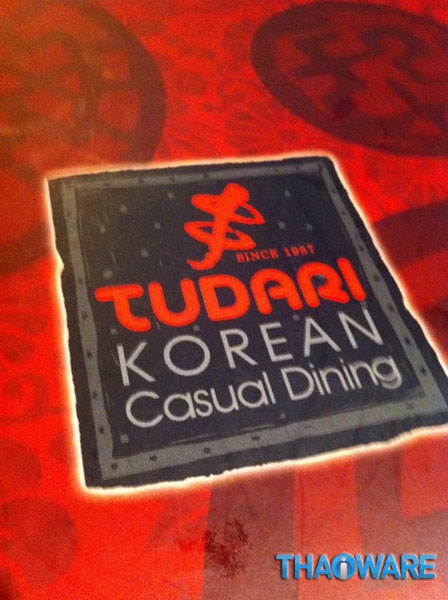 SINCE 1987
TUDARI
KOREAN
Casual Dining
THAiWARE